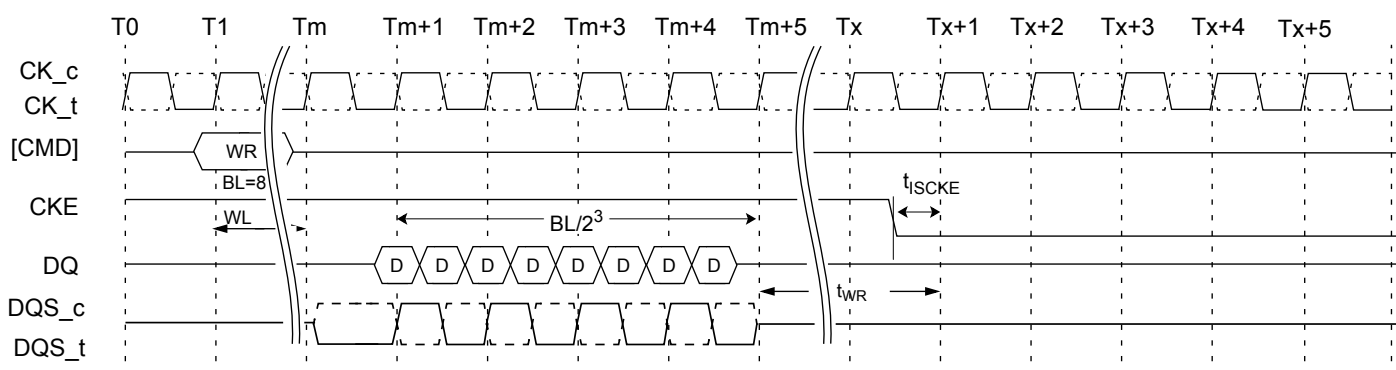 T0 T1 Tm Tm+1 Tm+2 Tm+3 Tm+4 Tm+5 Tx Tx+1 Tx+2 Tx+3 Tx+4 Tx+5
CK_c
CK_t
[CMD] WR
BL=8
tISCKE
CKE
WL BL/2³
DQ D D D D D D D D
tWR
DQS_c
DQS_t